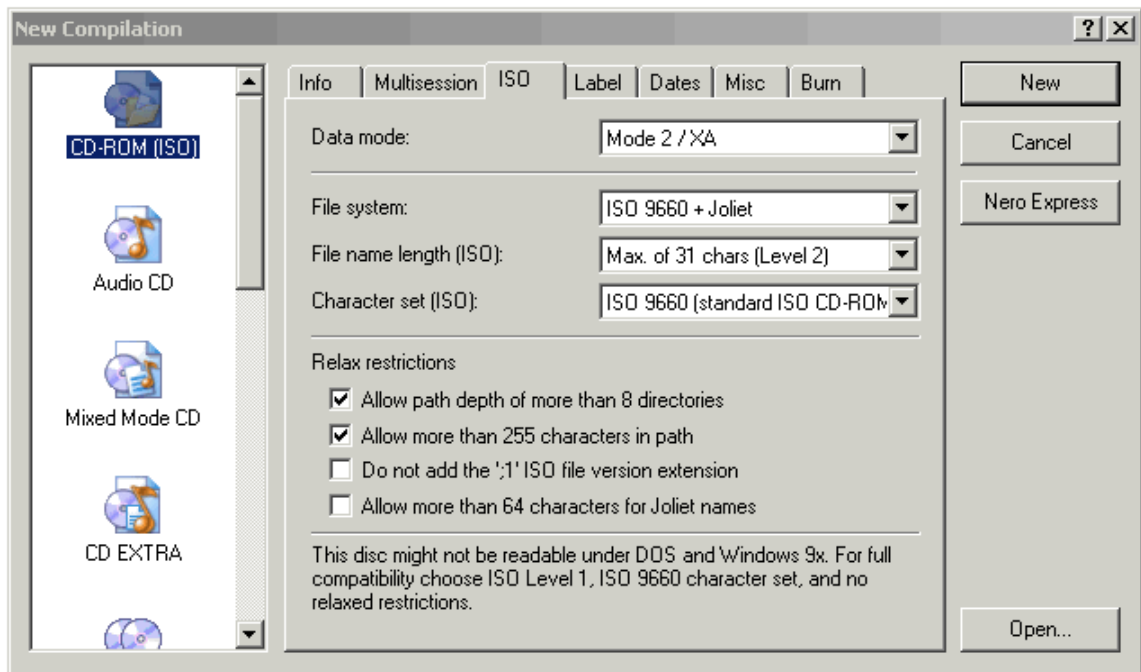 New Compilation
CD-ROM (ISO)
Audio CD
Mixed Mode CD
CD EXTRA
Info Multisession ISO Label Dates Misc Burn
Data mode: Mode 2 / XA
File system: ISO 9660 + Joliet
File name length (ISO): Max. of 31 chars (Level 2)
Character set (ISO): ISO 9660 (standard ISO CD-ROM
Relax restrictions
Allow path depth of more than 8 directories
Allow more than 255 characters in path
Do not add the ';1' ISO file version extension
Allow more than 64 characters for Joliet names
This disc might not be readable under DOS and Windows 9x. For full
compatibility choose ISO Level 1, ISO 9660 character set, and no
relaxed restrictions.
New
Cancel
Nero Express
Open...